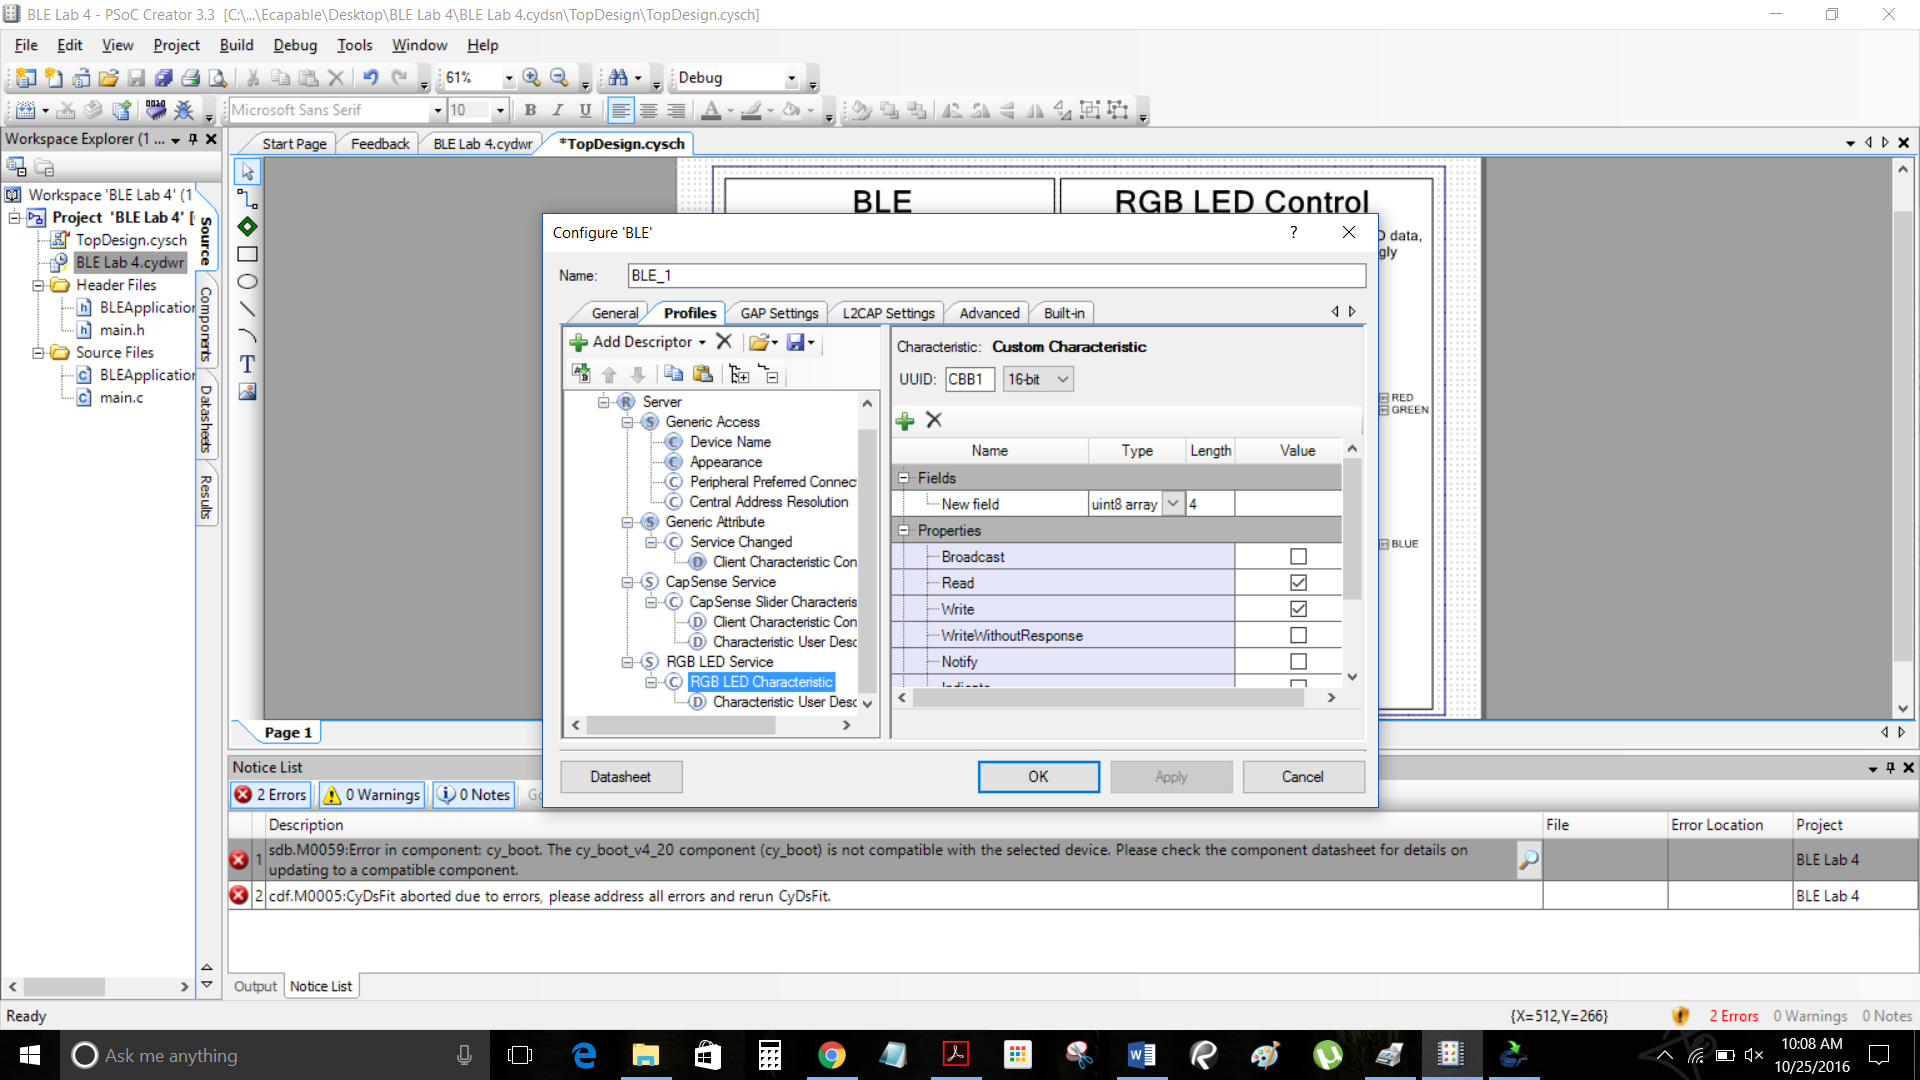 BLE Lab 4 - PSoC Creator 3.3 [C:\...\Ecapable\Desktop\BLE Lab 4\BLE Lab 4.cydsn\TopDesign\TopDesign.cysch]
File Edit View Project Build Debug Tools Window Help
61% Debug
Microsoft Sans Serif 10 B I U
Workspace Explorer (1 ...
Start Page Feedback BLE Lab 4.cydwr *TopDesign.cysch
Workspace 'BLE Lab 4' (1
Project 'BLE Lab 4' [
TopDesign.cysch
BLE Lab 4.cydwr
Header Files
BLEApplication
main.h
Source Files
BLEApplication
main.c
Source
Components
Datasheets
Results
T
BLE RGB LED Control
D data,
gly
RED
GREEN
BLUE
Configure 'BLE' ?
Name: BLE_1
General Profiles GAP Settings L2CAP Settings Advanced Built-in
Add Descriptor
Server
Generic Access
Device Name
Appearance
Peripheral Preferred Connect
Central Address Resolution
Generic Attribute
Service Changed
Client Characteristic Con
CapSense Service
CapSense Slider Characteris
Client Characteristic Con
Characteristic User Desc
RGB LED Service
RGB LED Characteristic
Characteristic User Desc
Characteristic: Custom Characteristic
UUID: CBB1 16-bit
Name Type Length Value
Fields
New field uint8 array 4
Properties
Broadcast
Read
Write
WriteWithoutResponse
Notify
Indicate
Datasheet OK Apply Cancel
Page 1
Notice List
2 Errors 0 Warnings 0 Notes Go
Description File Error Location Project
1 sdb.M0059:Error in component: cy_boot. The cy_boot_v4_20 component (cy_boot) is not compatible with the selected device. Please check the component datasheet for details on
updating to a compatible component. BLE Lab 4
2 cdf.M0005:CyDsFit aborted due to errors, please address all errors and rerun CyDsFit. BLE Lab 4
Output Notice List
Ready {X=512,Y=266} 2 Errors 0 Warnings 0 Notes
Ask me anything
10:08 AM
10/25/2016